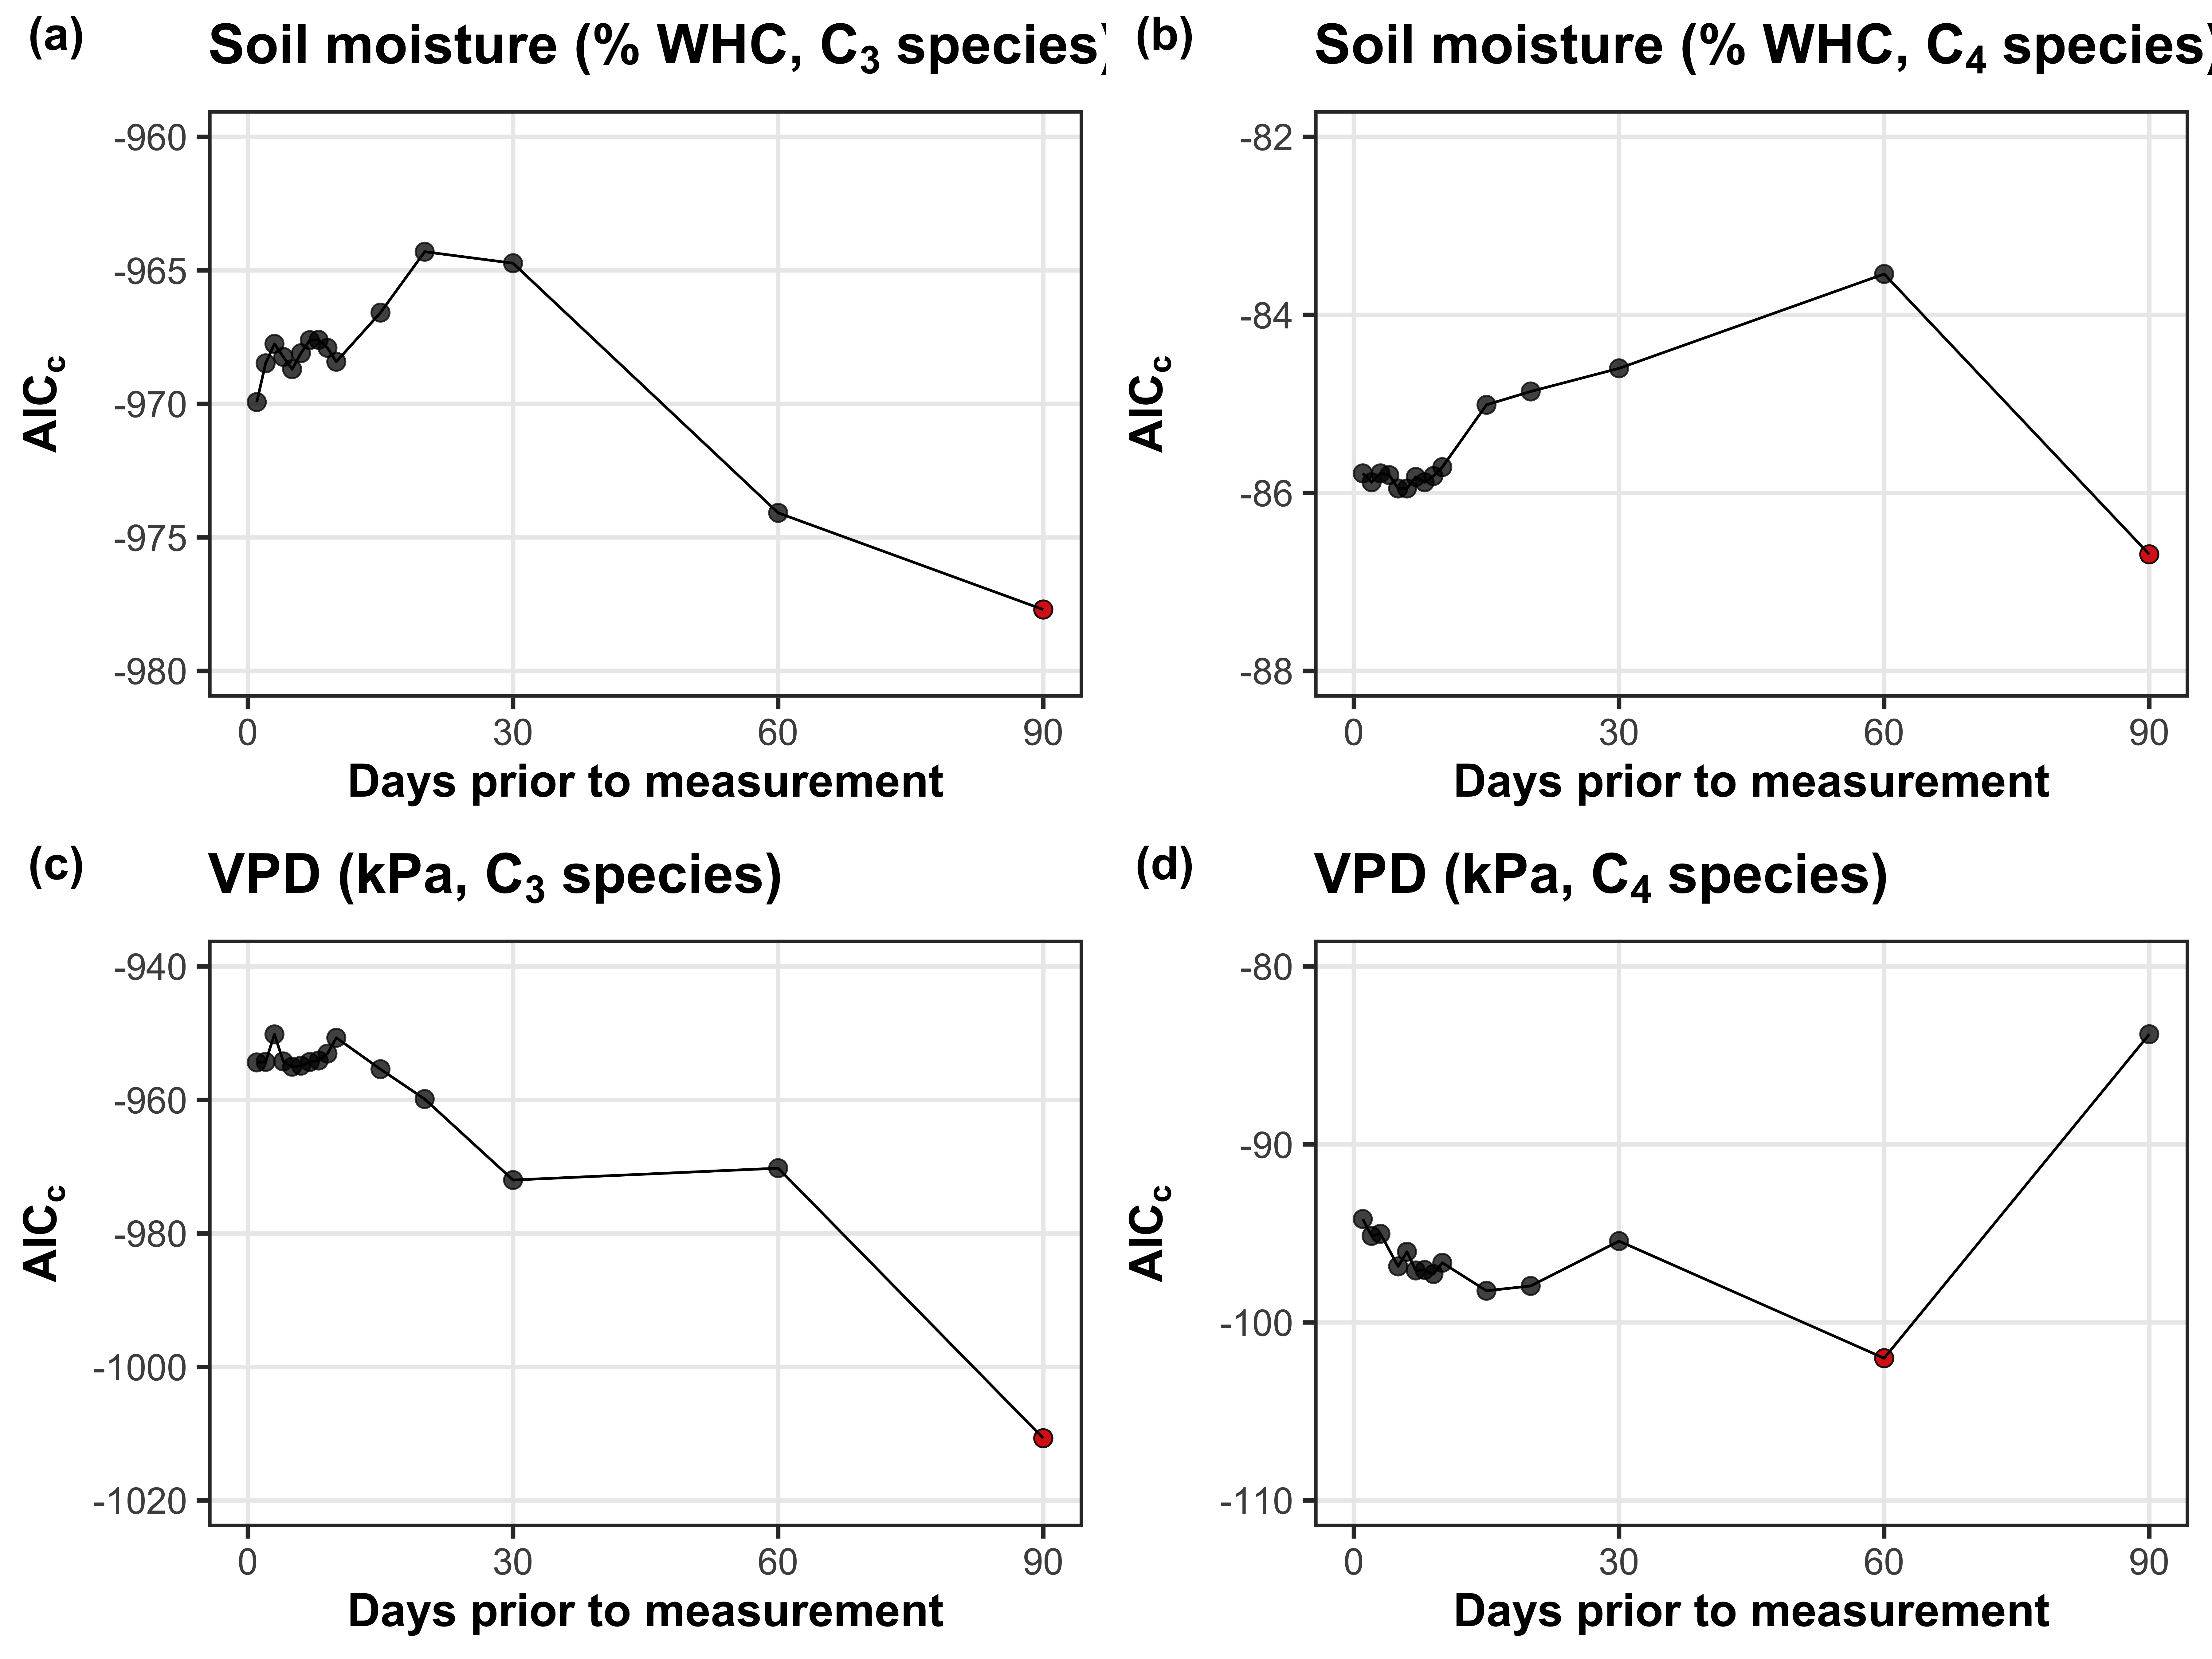 (a) Soil moisture (% WHC, C₃ species)
-960
-965
-970
-975
-980
AICc
0 30 60 90
Days prior to measurement
(b) Soil moisture (% WHC, C₄ species)
-82
-84
-86
-88
AICc
0 30 60 90
Days prior to measurement
(c) VPD (kPa, C₃ species)
-940
-960
-980
-1000
-1020
AICc
0 30 60 90
Days prior to measurement
(d) VPD (kPa, C₄ species)
-80
-90
-100
-110
AICc
0 30 60 90
Days prior to measurement